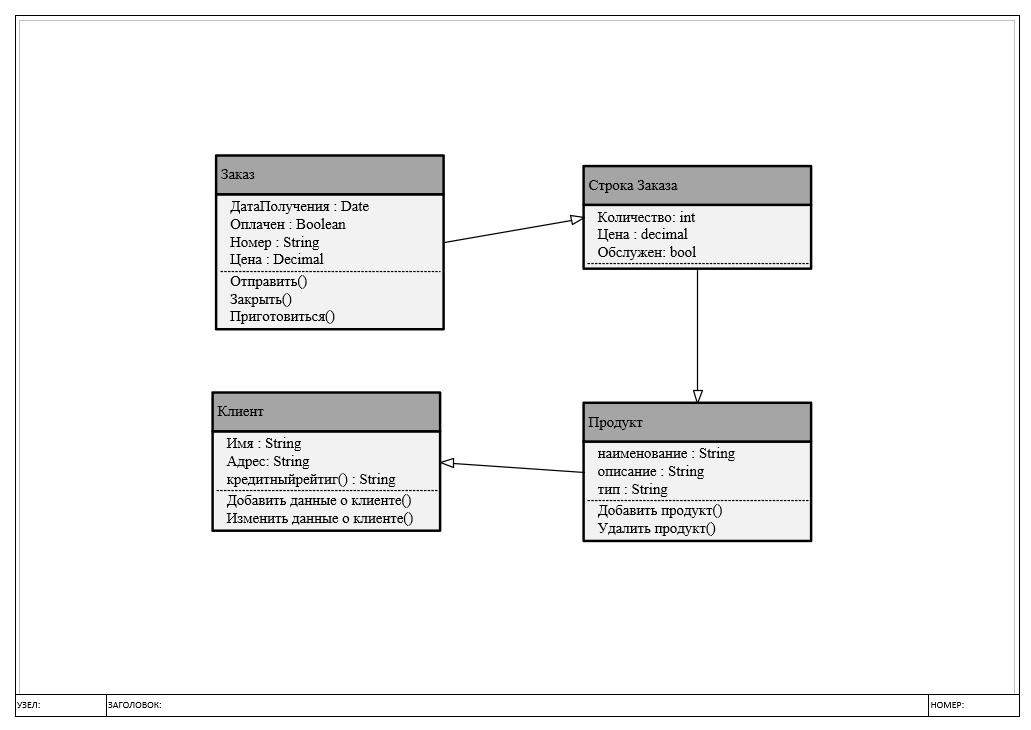 Заказ
ДатаПолучения : Date
Оплачен : Boolean
Номер : String
Цена : Decimal
Отправить()
Закрыть()
Приготовиться()
Строка Заказа
Количество: int
Цена : decimal
Обслужен: bool
Клиент
Имя : String
Адрес: String
кредитныйрейтиг() : String
Добавить данные о клиенте()
Изменить данные о клиенте()
Продукт
наименование : String
описание : String
тип : String
Добавить продукт()
Удалить продукт()
УЗЕЛ:
ЗАГОЛОВОК:
НОМЕР: